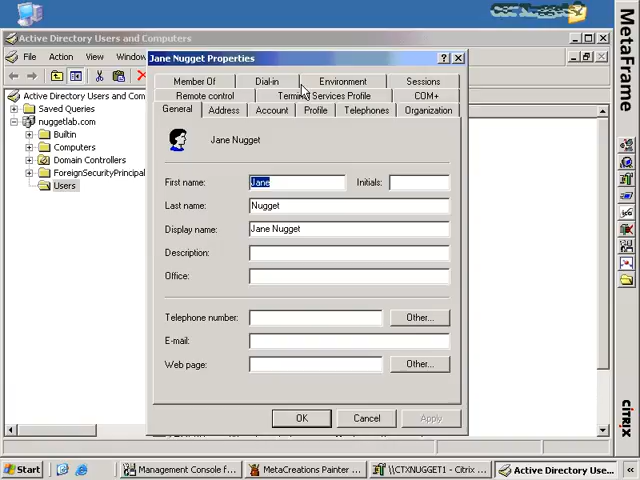 CBT Nuggets
Active Directory Users and Computers
File
Action
View
Window
Active Directory Users and Com
Saved Queries
nuggetlab.com
Builtin
Computers
Domain Controllers
ForeignSecurityPrincipal
Users
Jane Nugget Properties
Member Of
Dial-in
Environment
Sessions
Remote control
Terminal Services Profile
COM+
General
Address
Account
Profile
Telephones
Organization
Jane Nugget
First name:
Jane
Initials:
Last name:
Nugget
Display name:
Jane Nugget
Description:
Office:
Telephone number:
Other...
E-mail:
Web page:
Other...
OK
Cancel
Apply
MetaFrame
CITRIX
Start
Management Console f...
MetaCreations Painter ...
\\CTXNUGGET1 - Citrix ...
Active Directory Use...